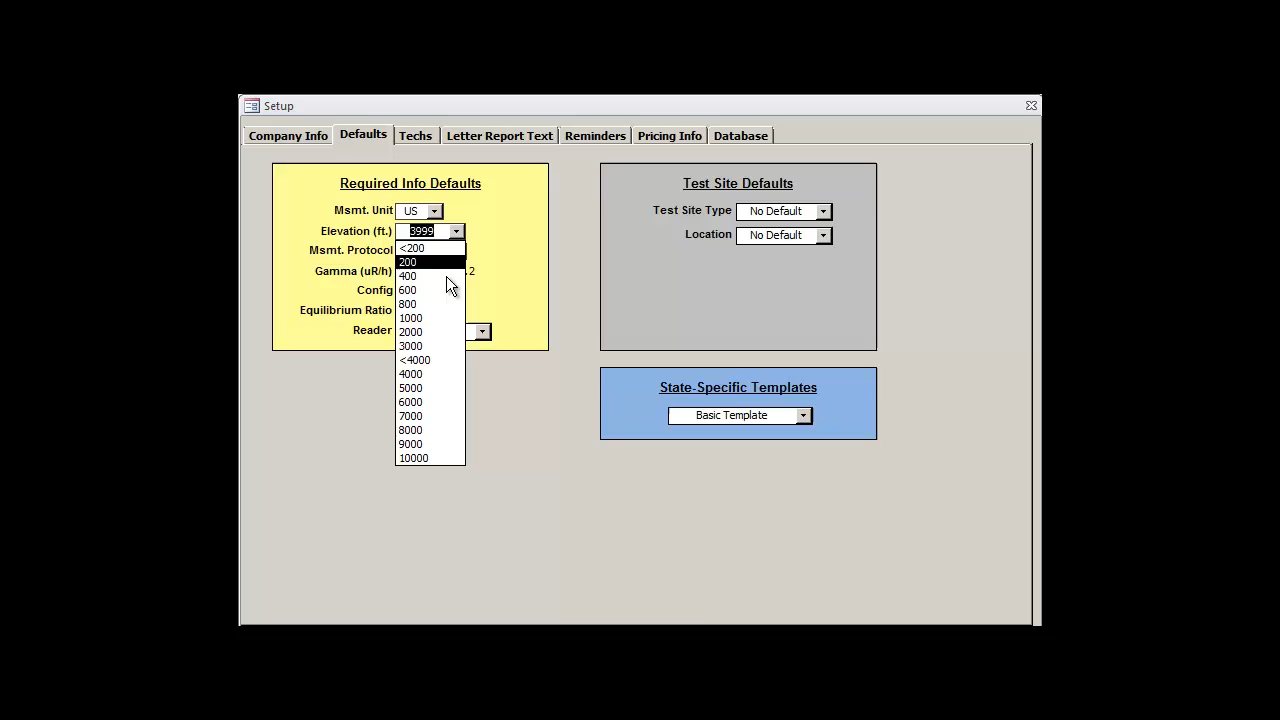 Setup
Company Info Defaults Techs Letter Report Text Reminders Pricing Info Database
Required Info Defaults
Msmt. Unit US
Elevation (ft.) 3999
Msmt. Protocol
Gamma (uR/h) .2
Config
Equilibrium Ratio
Reader
<200
200
400
600
800
1000
2000
3000
<4000
4000
5000
6000
7000
8000
9000
10000
Test Site Defaults
Test Site Type No Default
Location No Default
State-Specific Templates
Basic Template